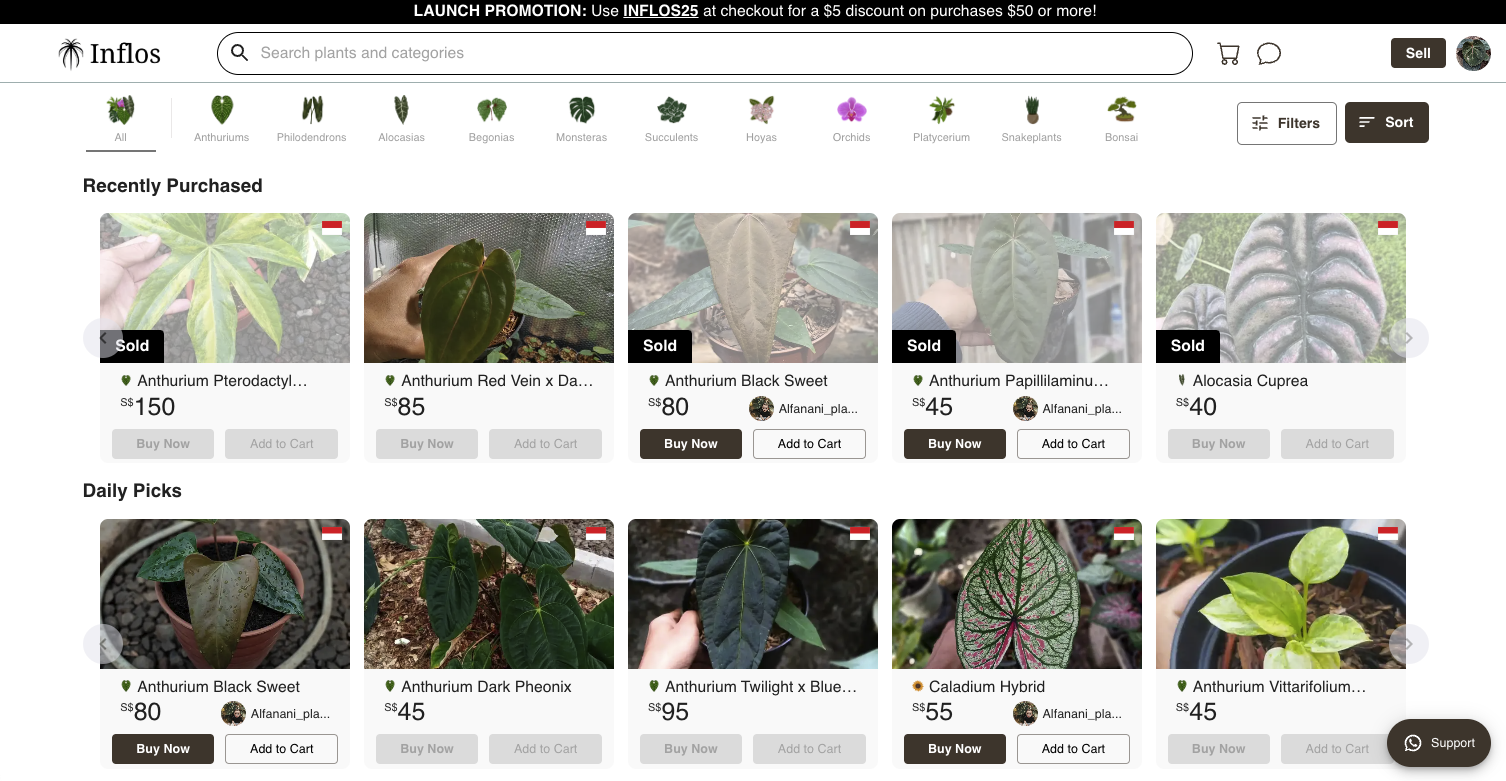 LAUNCH PROMOTION: Use INFLOS25 at checkout for a $5 discount on purchases $50 or more!
Inflos
Search plants and categories
Sell
All
Anthuriums
Philodendrons
Alocasias
Begonias
Monsteras
Succulents
Hoyas
Orchids
Platycerium
Snakeplants
Bonsai
Filters
Sort
Recently Purchased
Sold
Sold
Sold
Sold
Anthurium Pterodactyl...
Anthurium Red Vein x Da...
Anthurium Black Sweet
Anthurium Papillilaminu...
Alocasia Cuprea
S$150
S$85
S$80
Alfanani_pla...
S$45
Alfanani_pla...
S$40
Buy Now
Add to Cart
Buy Now
Add to Cart
Buy Now
Add to Cart
Buy Now
Add to Cart
Buy Now
Add to Cart
Daily Picks
Anthurium Black Sweet
Anthurium Dark Pheonix
Anthurium Twilight x Blue...
Caladium Hybrid
Anthurium Vittarifolium...
S$80
Alfanani_pla...
S$45
S$95
S$55
Alfanani_pla...
S$45
Buy Now
Add to Cart
Buy Now
Add to Cart
Buy Now
Add to Cart
Buy Now
Add to Cart
Buy Now
Add to Cart
Support